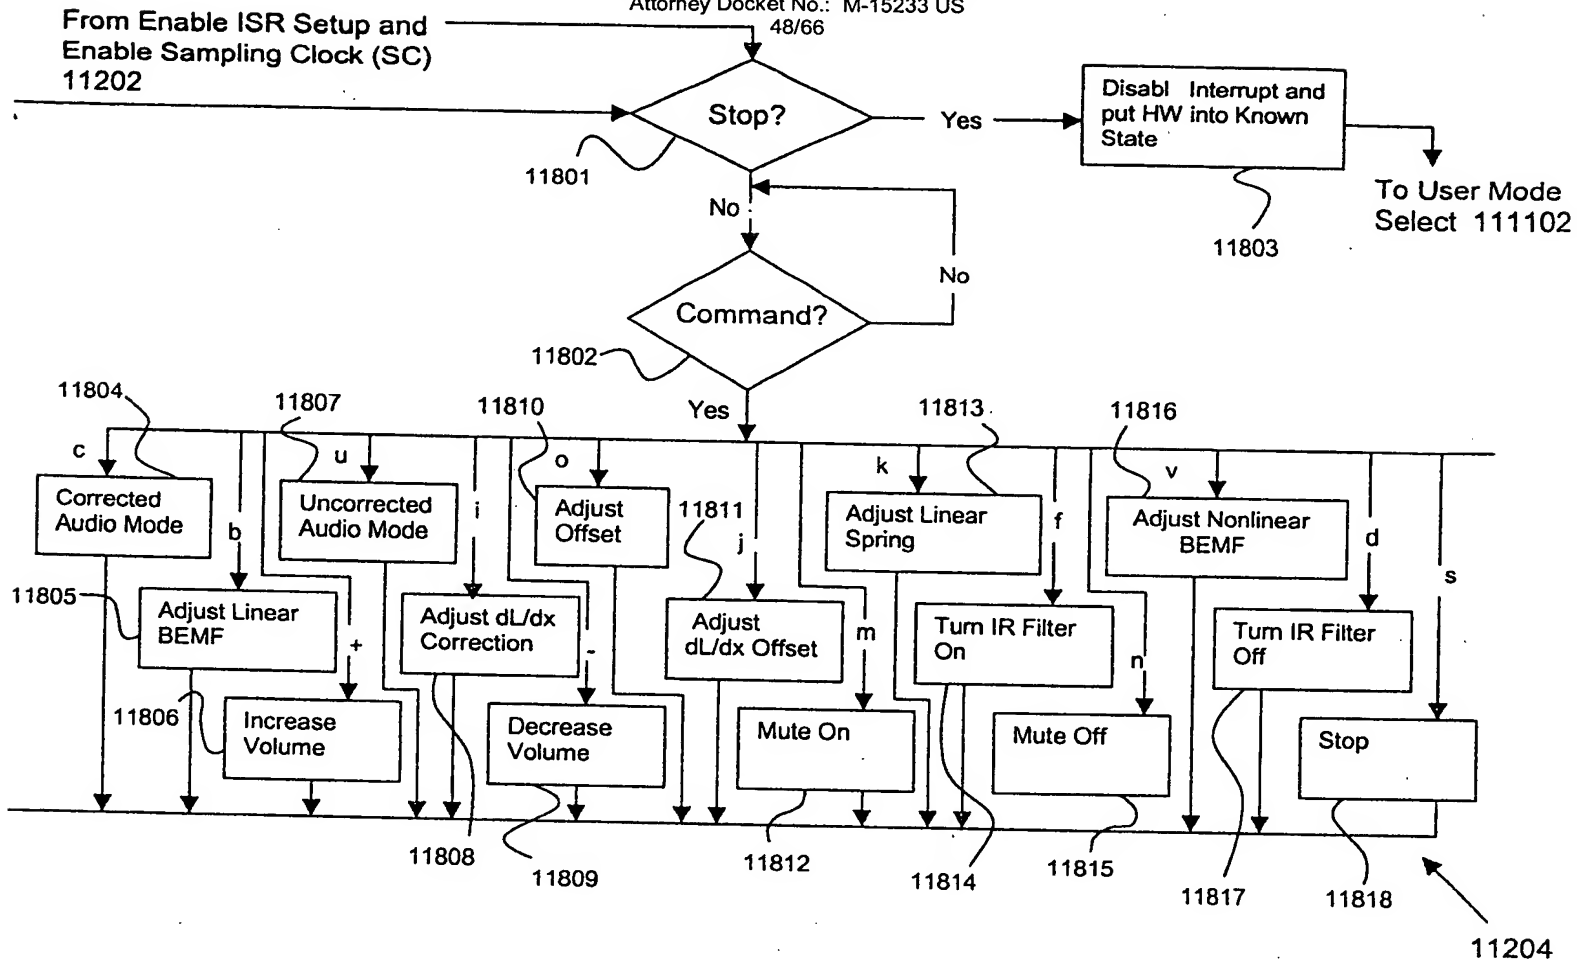 Attorney Docket No.: M-15233 US
48/66
From Enable ISR Setup and
Enable Sampling Clock (SC)
11202
Stop?
Yes
Disabl Interrupt and
put HW into Known
State
11801
11803
To User Mode
Select 111102
No
No
Command?
11802
Yes
11804
11807
11810
11813
11816
c
u
o
k
v
Corrected
Audio Mode
b
Uncorrected
Audio Mode
i
Adjust
Offset
11811
j
Adjust Linear
Spring
f
Adjust Nonlinear
BEMF
d
s
11805
Adjust Linear
BEMF
+
Adjust dL/dx
Correction
-
Adjust
dL/dx Offset
m
Turn IR Filter
On
n
Turn IR Filter
Off
11806
Increase
Volume
Decrease
Volume
Mute On
Mute Off
Stop
11808
11809
11812
11814
11815
11817
11818
11204